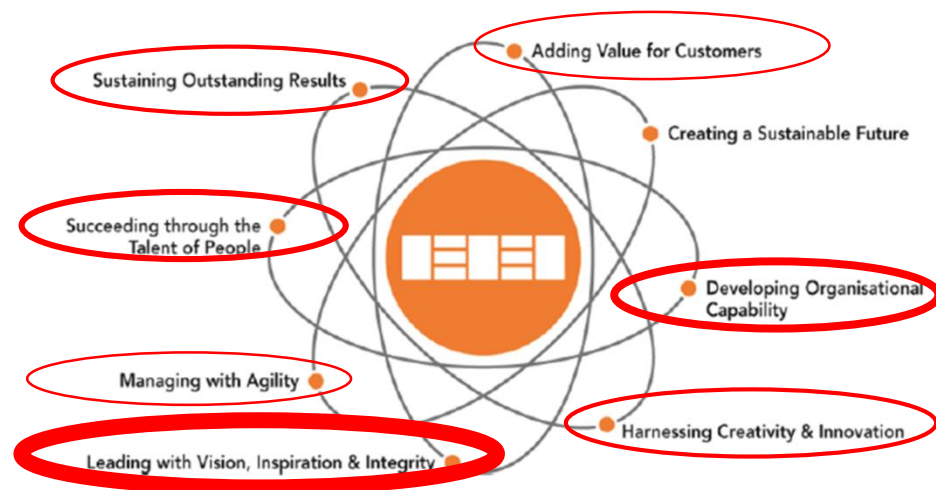 Adding Value for Customers
Sustaining Outstanding Results
Creating a Sustainable Future
Succeeding through the
Talent of People
Developing Organisational
Capability
Managing with Agility
Harnessing Creativity & Innovation
Leading with Vision, Inspiration & Integrity